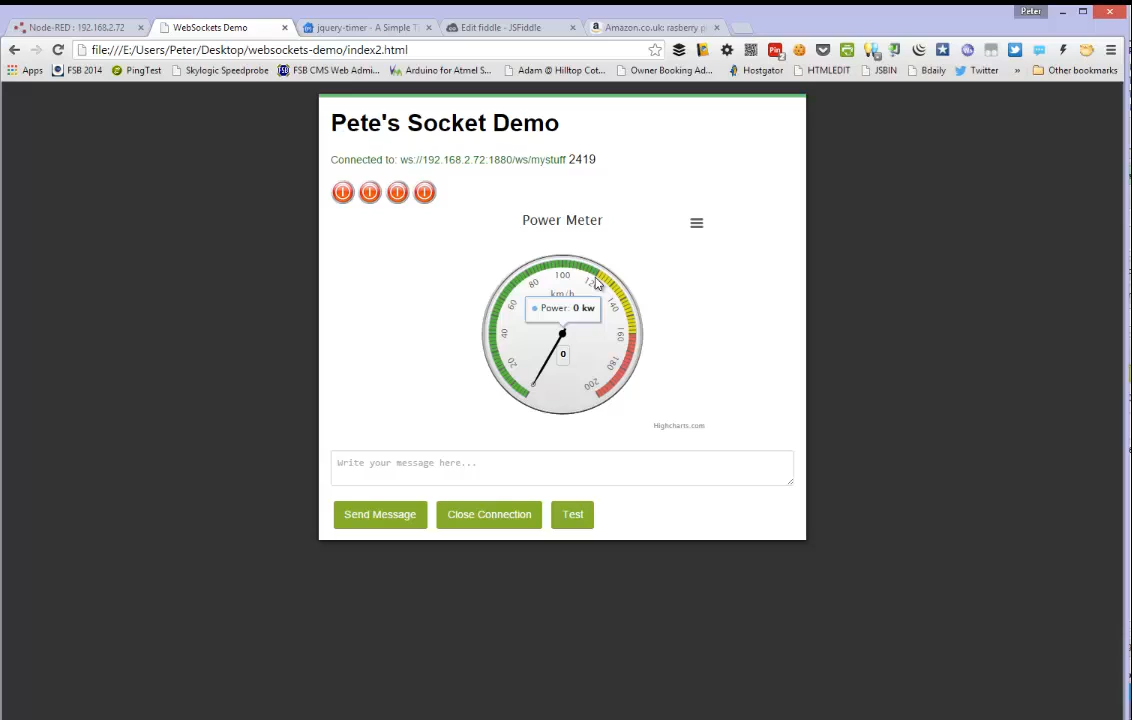 Peter
Node-RED : 192.168.2.72
WebSockets Demo
jquery-timer - A Simple T
Edit fiddle - JSFiddle
Amazon.co.uk: rasberry p
file:///E:/Users/Peter/Desktop/websockets-demo/index2.html
Apps
FSB 2014
PingTest
Skylogic Speedprobe
FSB CMS Web Admi...
Arduino for Atmel S...
Adam @ Hilltop Cot...
Owner Booking Ad...
Hostgator
HTMLEDIT
JSBIN
Bdaily
Twitter
»
Other bookmarks
Pete's Socket Demo
Connected to: ws://192.168.2.72:1880/ws/mystuff 2419
Power Meter
0
20
40
60
80
100
120
140
160
180
200
km/h
Power: 0 kw
0
Highcharts.com
Write your message here...
Send Message
Close Connection
Test